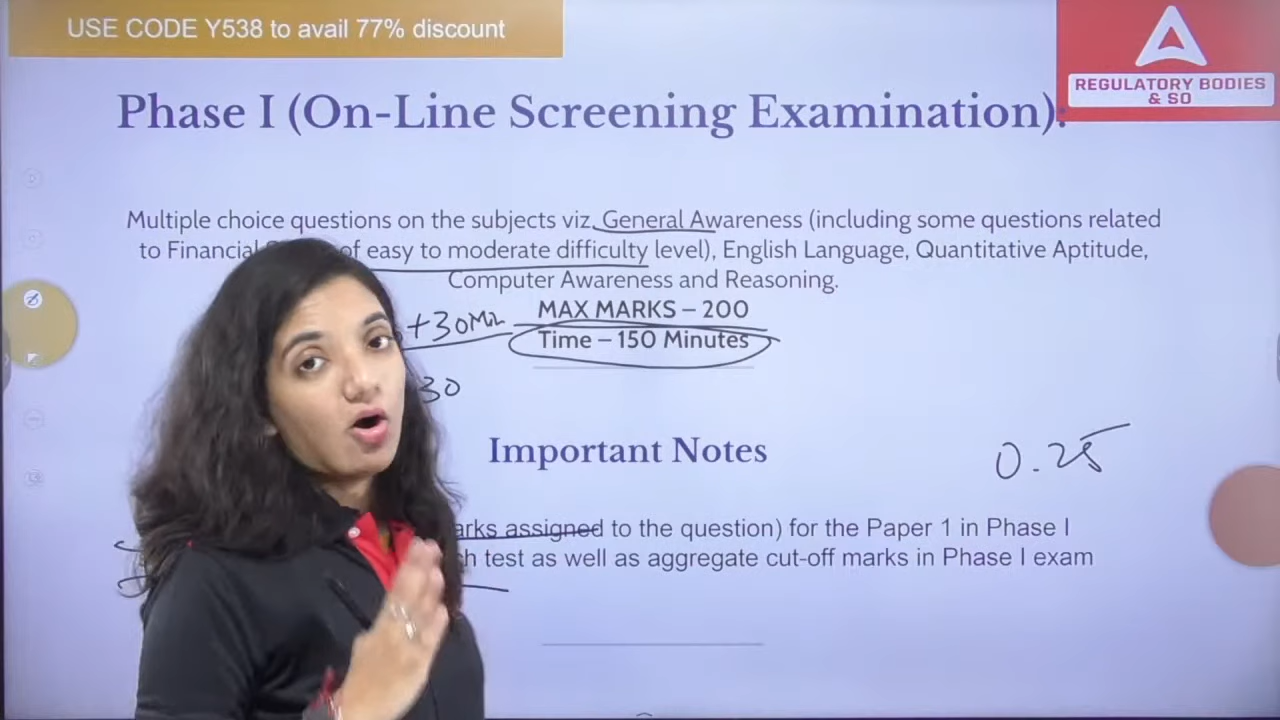 USE CODE Y538 to avail 77% discount
REGULATORY BODIES
& SO
Phase I (On-Line Screening Examination):
Multiple choice questions on the subjects viz. General Awareness (including some questions related
to Financial of easy to moderate difficulty level), English Language, Quantitative Aptitude,
Computer Awareness and Reasoning.
MAX MARKS – 200
+30
Time – 150 Minutes
30
Important Notes
0.25
assigned to the question) for the Paper 1 in Phase I
test as well as aggregate cut-off marks in Phase I exam